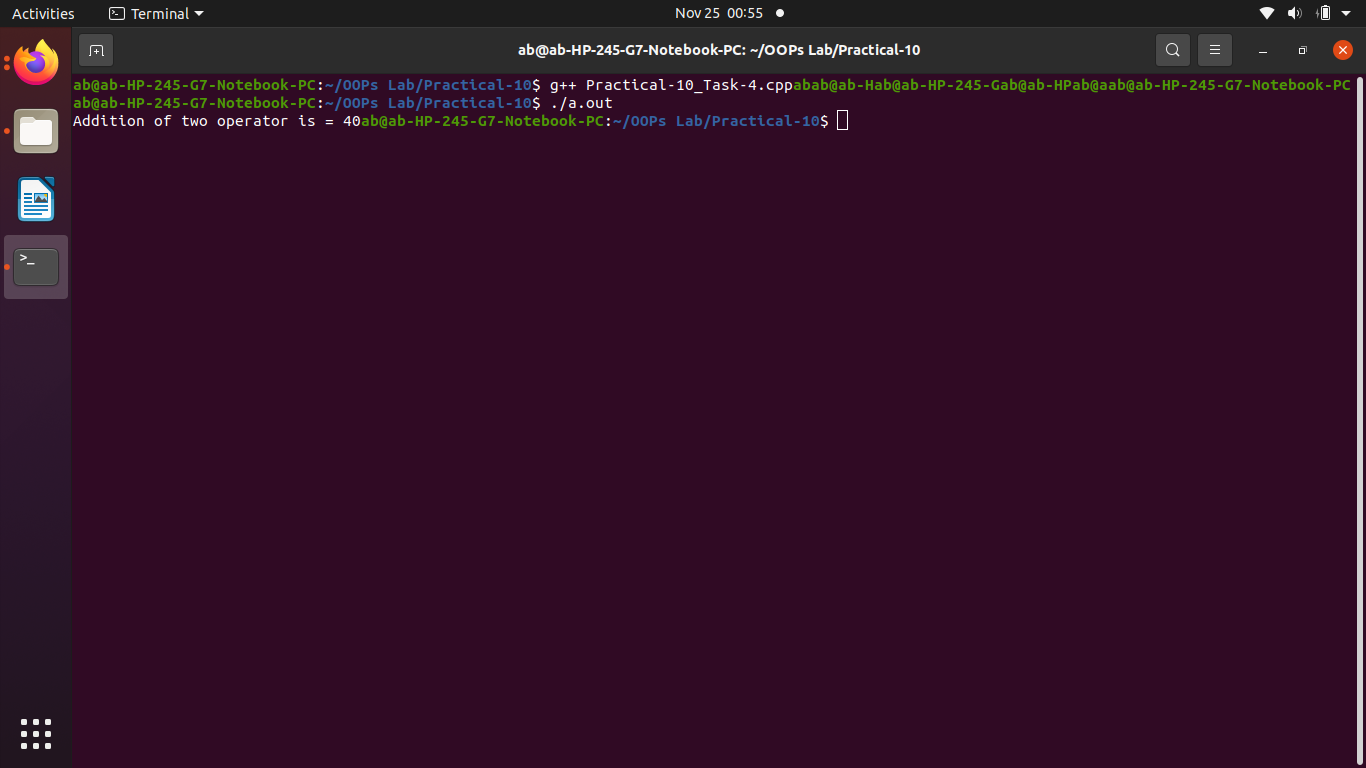 Activities
Terminal
Nov 25 00:55
ab@ab-HP-245-G7-Notebook-PC: ~/OOPs Lab/Practical-10
ab@ab-HP-245-G7-Notebook-PC:~/OOPs Lab/Practical-10$ g++ Practical-10_Task-4.cppabab@ab-Hab@ab-HP-245-Gab@ab-HPab@aab@ab-HP-245-G7-Notebook-PC
ab@ab-HP-245-G7-Notebook-PC:~/OOPs Lab/Practical-10$ ./a.out
Addition of two operator is = 40ab@ab-HP-245-G7-Notebook-PC:~/OOPs Lab/Practical-10$
>_